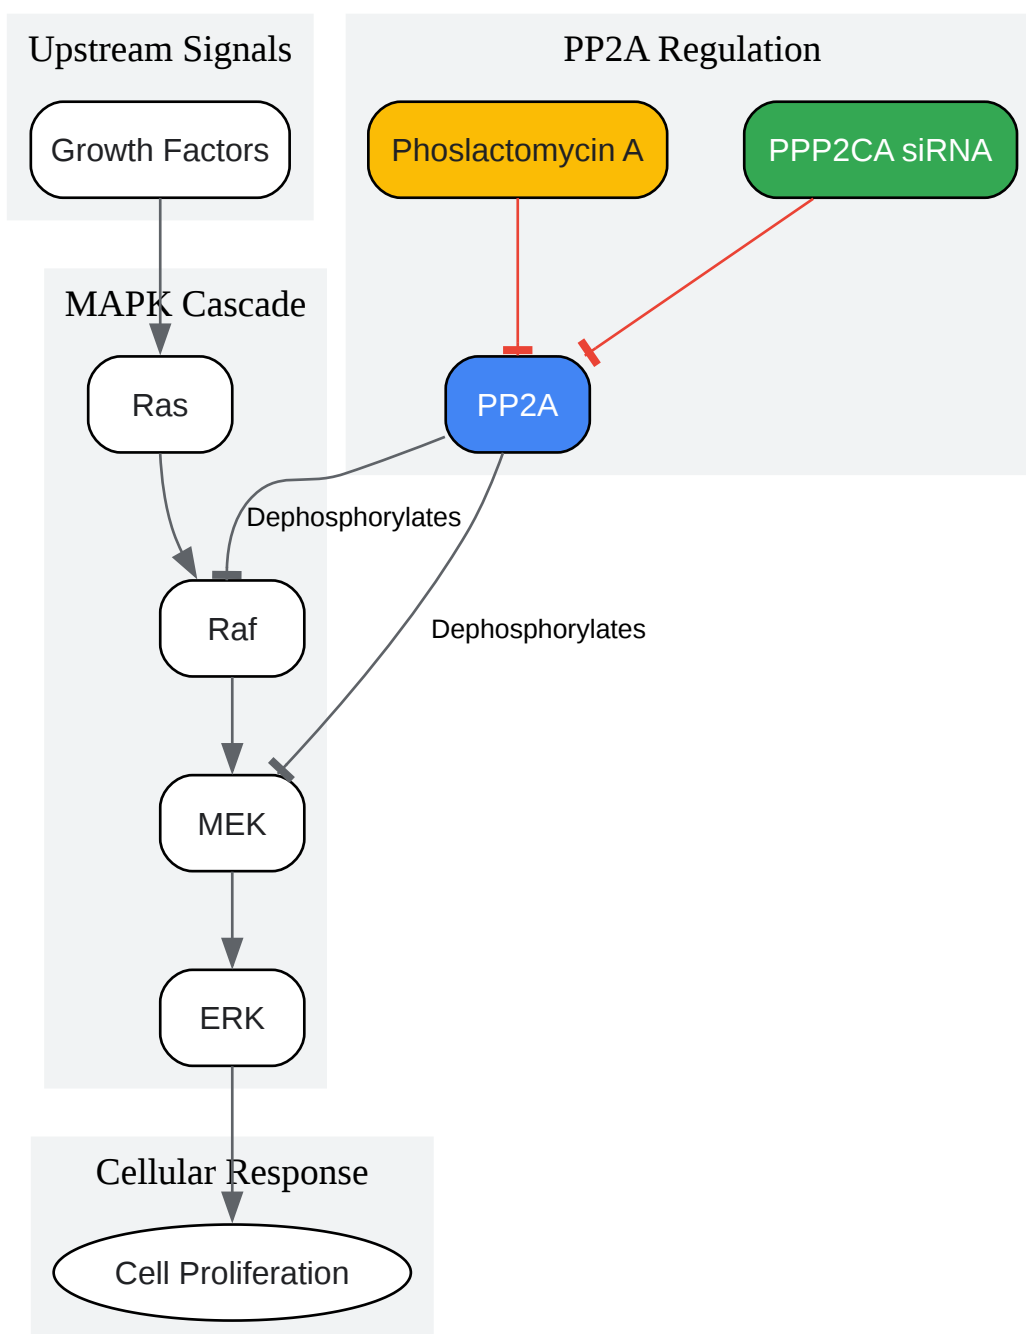 Upstream Signals
PP2A Regulation
Growth Factors
Phoslactomycin A
PPP2CA siRNA
MAPK Cascade
Ras
PP2A
Dephosphorylates
Raf
Dephosphorylates
MEK
ERK
Cellular Response
Cell Proliferation